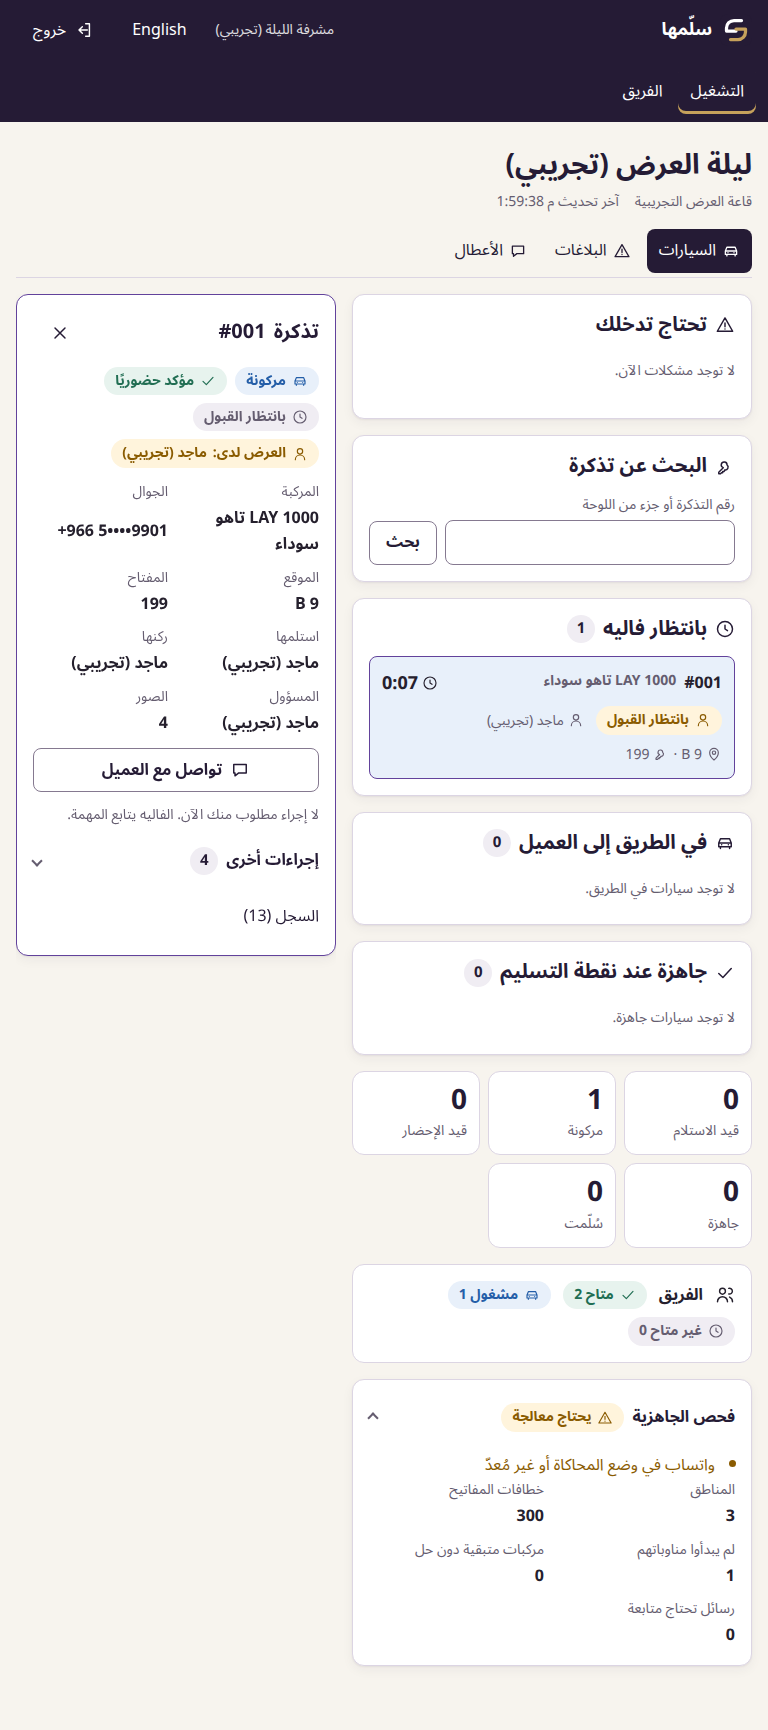 سلّمها
مشرفة الليلة (تجريبي)
English
خروج
التشغيل
الفريق
ليلة العرض (تجريبي)
قاعة العرض التجريبية آخر تحديث م 1:59:38
السيارات
البلاغات
الأعطال
تحتاج تدخلك
لا توجد مشكلات الآن.
البحث عن تذكرة
رقم التذكرة أو جزء من اللوحة
بحث
بانتظار فاليه 1
#001 LAY 1000 تاهو سوداء 0:07
بانتظار القبول ماجد (تجريبي)
B 9 · 199
في الطريق إلى العميل 0
لا توجد سيارات في الطريق.
جاهزة عند نقطة التسليم 0
لا توجد سيارات جاهزة.
0 قيد الاستلام
1 مركونة
0 قيد الإحضار
0 جاهزة
0 سُلّمت
الفريق متاح 2 مشغول 1
غير متاح 0
فحص الجاهزية يحتاج معالجة
واتساب في وضع المحاكاة أو غير مُعدّ
المناطق
3
خطافات المفاتيح
300
لم يبدأوا مناوباتهم
1
مركبات متبقية دون حل
0
رسائل تحتاج متابعة
0
تذكرة #001
مركونة مؤكد حضوريًا
بانتظار القبول
العرض لدى: ماجد (تجريبي)
المركبة
LAY 1000 تاهو
سوداء
الجوال
+966 5••••9901
الموقع
B 9
المفتاح
199
استلمها
ماجد (تجريبي)
ركنها
ماجد (تجريبي)
المسؤول
ماجد (تجريبي)
الصور
4
تواصل مع العميل
لا إجراء مطلوب منك الآن. الفاليه يتابع المهمة.
إجراءات أخرى 4
السجل (13)